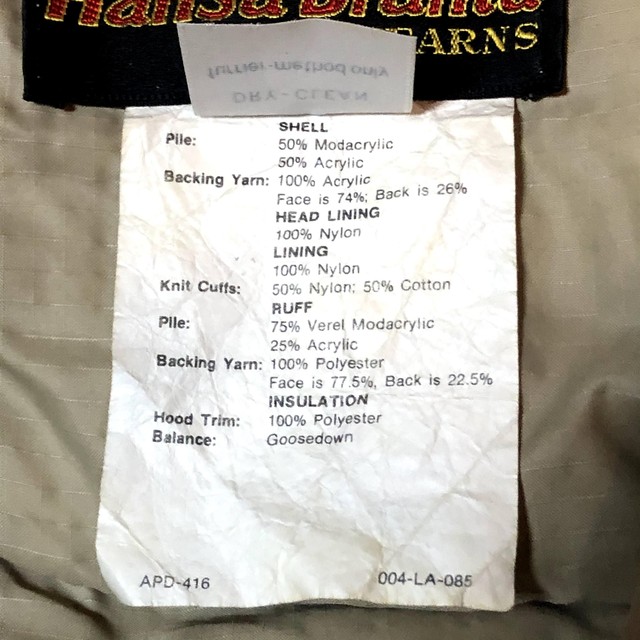 Hansa Brand
EARNS
furrier-method only
DRY-CLEAN
SHELL
Pile: 50% Modacrylic
50% Acrylic
Backing Yarn: 100% Acrylic
Face is 74%; Back is 26%
HEAD LINING
100% Nylon
LINING
100% Nylon
Knit Cuffs: 50% Nylon; 50% Cotton
RUFF
Pile: 75% Verel Modacrylic
25% Acrylic
Backing Yarn: 100% Polyester
Face is 77.5%, Back is 22.5%
INSULATION
Hood Trim: 100% Polyester
Balance: Goosedown
APD-416 004-LA-085